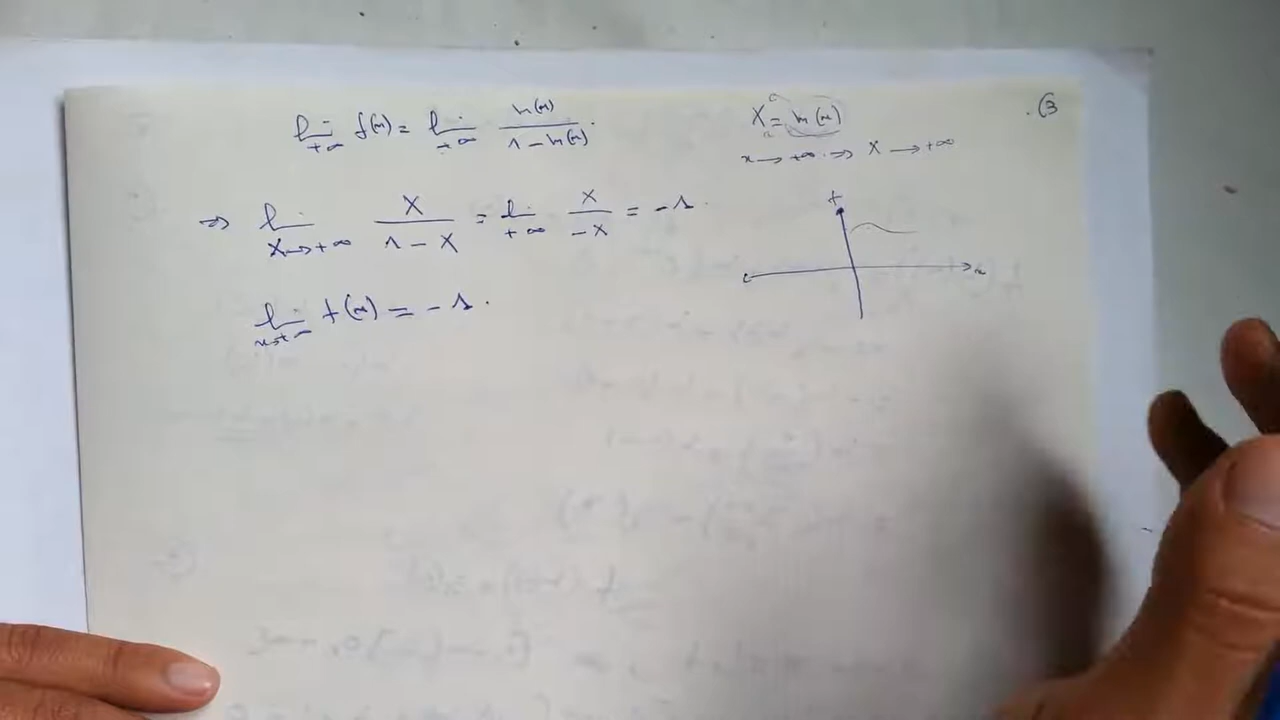 lim f(x) = lim ln(x) / 1 - ln(x)
+∞ +∞
X = ln(x)
.(3
x → +∞ ⇒ X → +∞
⇒ lim X / 1 - X = lim X / -X = -1
X→+∞ +∞
lim f(x) = -1.
x→+∞